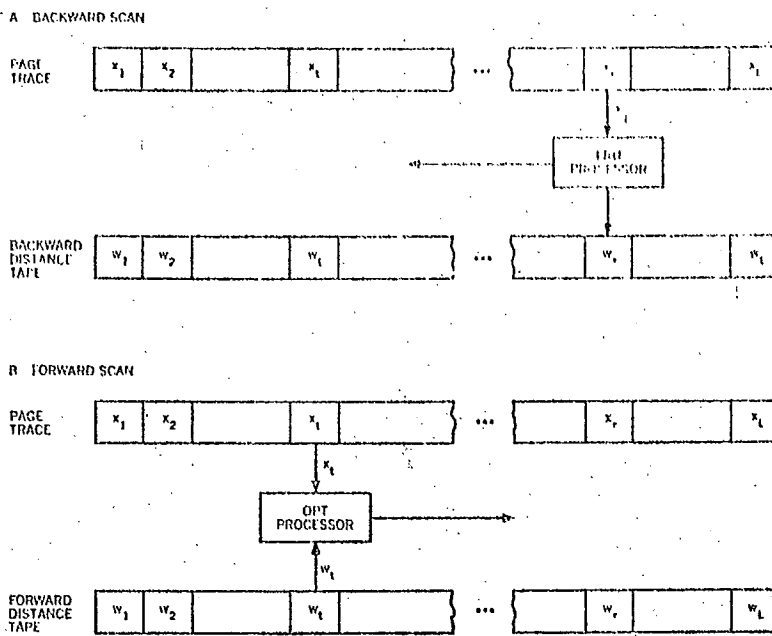 A BACKWARD SCAN
PAGE TRACE
x1 x2 xt ... xL
PROCESSOR
BACKWARD DISTANCE TAPE
w1 w2 wt ... wr wL
B FORWARD SCAN
PAGE TRACE
x1 x2 xt ... xr xL
xt
OPT PROCESSOR
wt
FORWARD DISTANCE TAPE
w1 w2 wt ... wr wL